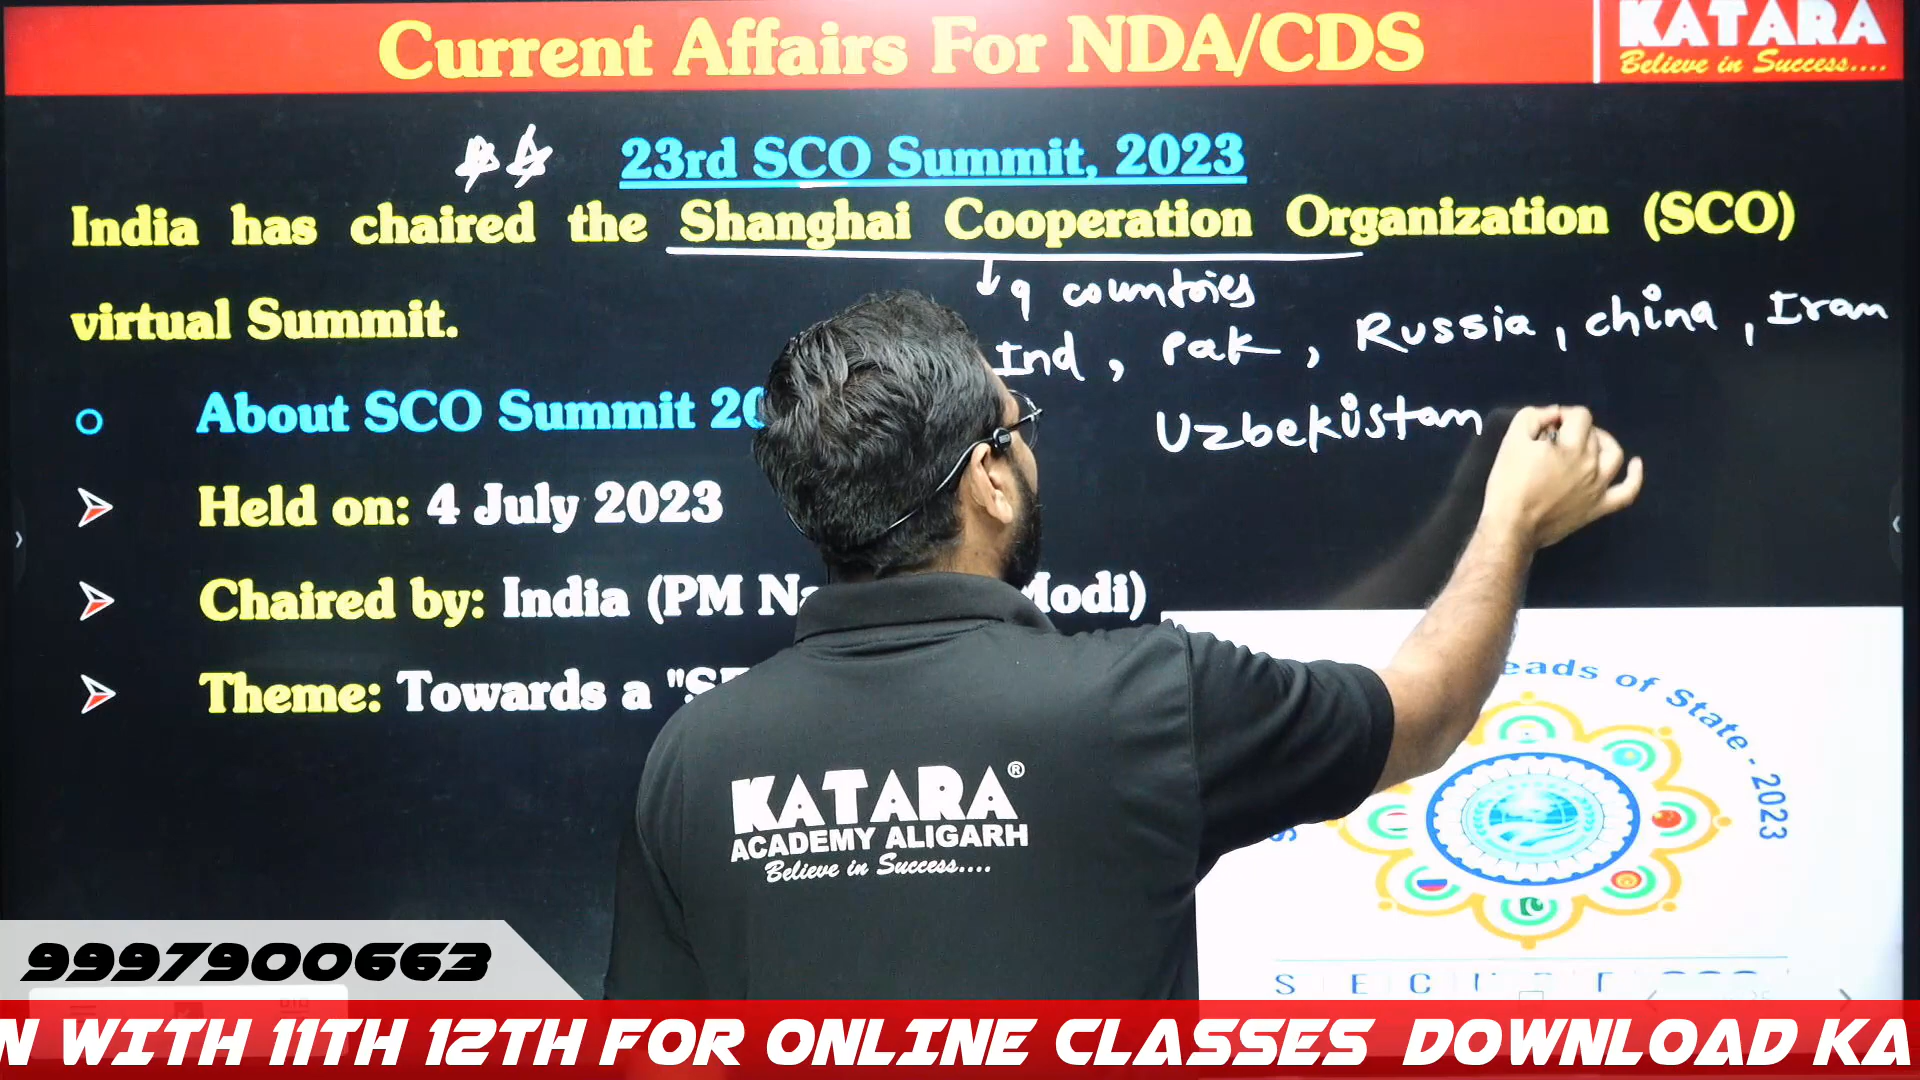 Current Affairs For NDA/CDS
KATARA
Believe in Success....
23rd SCO Summit, 2023
India has chaired the Shanghai Cooperation Organization (SCO)
virtual Summit.
9 countries
Ind, Pak, Russia, china, Iran
Uzbekistan
About SCO Summit 20
Held on: 4 July 2023
Chaired by: India (PM Na Modi)
Theme: Towards a "SE
eads of State - 2023
KATARA®
ACADEMY ALIGARH
Believe in Success....
S E C
9997900663
N WITH 11TH 12TH FOR ONLINE CLASSES DOWNLOAD KA